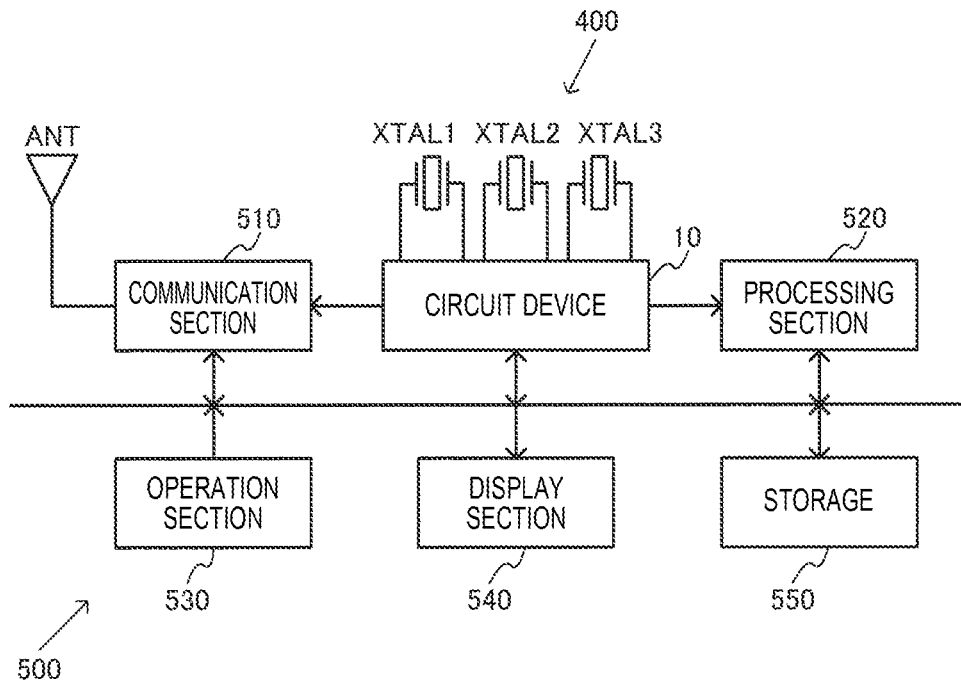 400
XTAL1 XTAL2 XTAL3
ANT
510
10
520
COMMUNICATION
SECTION
CIRCUIT DEVICE
PROCESSING
SECTION
OPERATION
SECTION
DISPLAY
SECTION
STORAGE
530
540
550
500